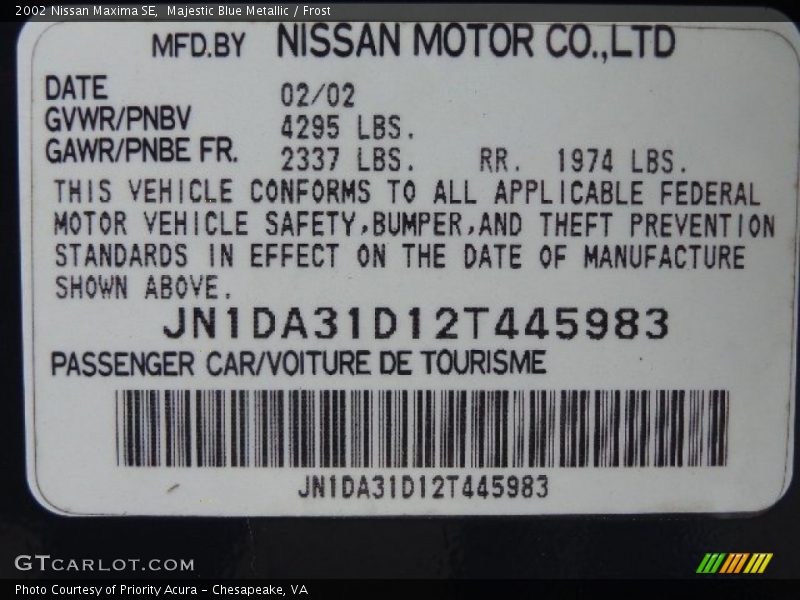 2002 Nissan Maxima SE,  Majestic Blue Metallic / Frost
MFD.BY NISSAN MOTOR CO.,LTD
DATE 02/02
GVWR/PNBV 4295 LBS.
GAWR/PNBE FR. 2337 LBS. RR. 1974 LBS.
THIS VEHICLE CONFORMS TO ALL APPLICABLE FEDERAL
MOTOR VEHICLE SAFETY,BUMPER,AND THEFT PREVENTION
STANDARDS IN EFFECT ON THE DATE OF MANUFACTURE
SHOWN ABOVE.
JN1DA31D12T445983
PASSENGER CAR/VOITURE DE TOURISME
JN1DA31D12T445983
GTCARLOT.COM
Photo Courtesy of Priority Acura – Chesapeake, VA